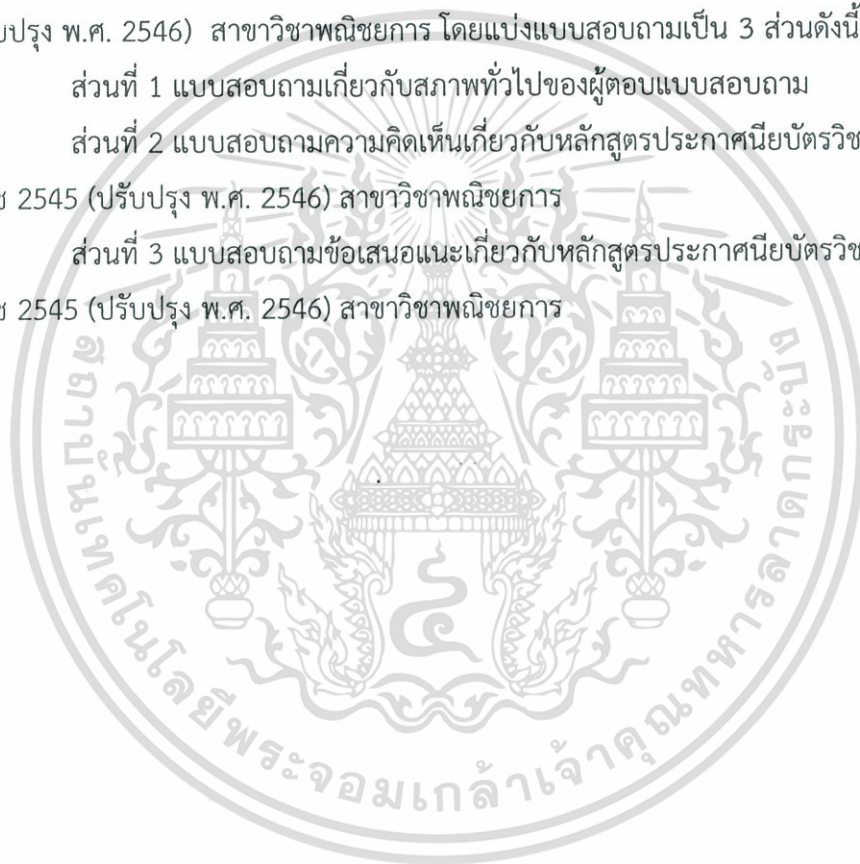 บปรุง พ.ศ. 2546) สาขาวิชาพณิชยการ โดยแบ่งแบบสอบถามเป็น 3 ส่วนดังนี้
ส่วนที่ 1 แบบสอบถามเกี่ยวกับสภาพทั่วไปของผู้ตอบแบบสอบถาม
ส่วนที่ 2 แบบสอบถามความคิดเห็นเกี่ยวกับหลักสูตรประกาศนียบัตรวิช
ช 2545 (ปรับปรุง พ.ศ. 2546) สาขาวิชาพณิชยการ
ส่วนที่ 3 แบบสอบถามข้อเสนอแนะเกี่ยวกับหลักสูตรประกาศนียบัตรวิช
ช 2545 (ปรับปรุง พ.ศ. 2546) สาขาวิชาพณิชยการ
สถาบันเทคโนโลยีพระจอมเกล้าเจ้าคุณทหารลาดกระบัง